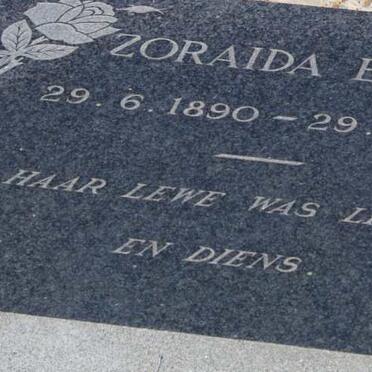 ZORAIDA
29.6.1890 - 29.
HAAR LEWE WAS
EN DIENS